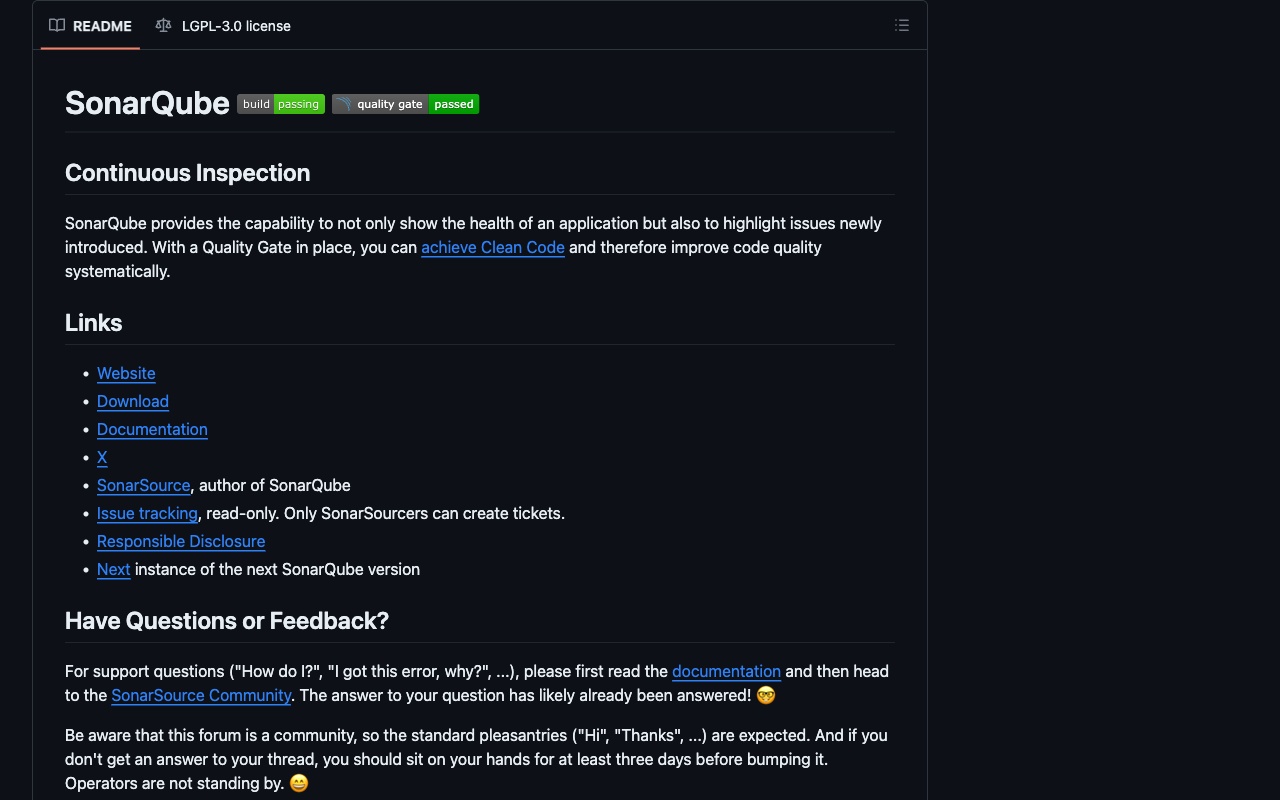 README
LGPL-3.0 license
SonarQube build passing quality gate passed
Continuous Inspection
SonarQube provides the capability to not only show the health of an application but also to highlight issues newly
introduced. With a Quality Gate in place, you can achieve Clean Code and therefore improve code quality
systematically.
Links
• Website
• Download
• Documentation
• X
• SonarSource, author of SonarQube
• Issue tracking, read-only. Only SonarSourcers can create tickets.
• Responsible Disclosure
• Next instance of the next SonarQube version
Have Questions or Feedback?
For support questions ("How do I?", "I got this error, why?", ...), please first read the documentation and then head
to the SonarSource Community. The answer to your question has likely already been answered! 🤓
Be aware that this forum is a community, so the standard pleasantries ("Hi", "Thanks", ...) are expected. And if you
don't get an answer to your thread, you should sit on your hands for at least three days before bumping it.
Operators are not standing by. 😄